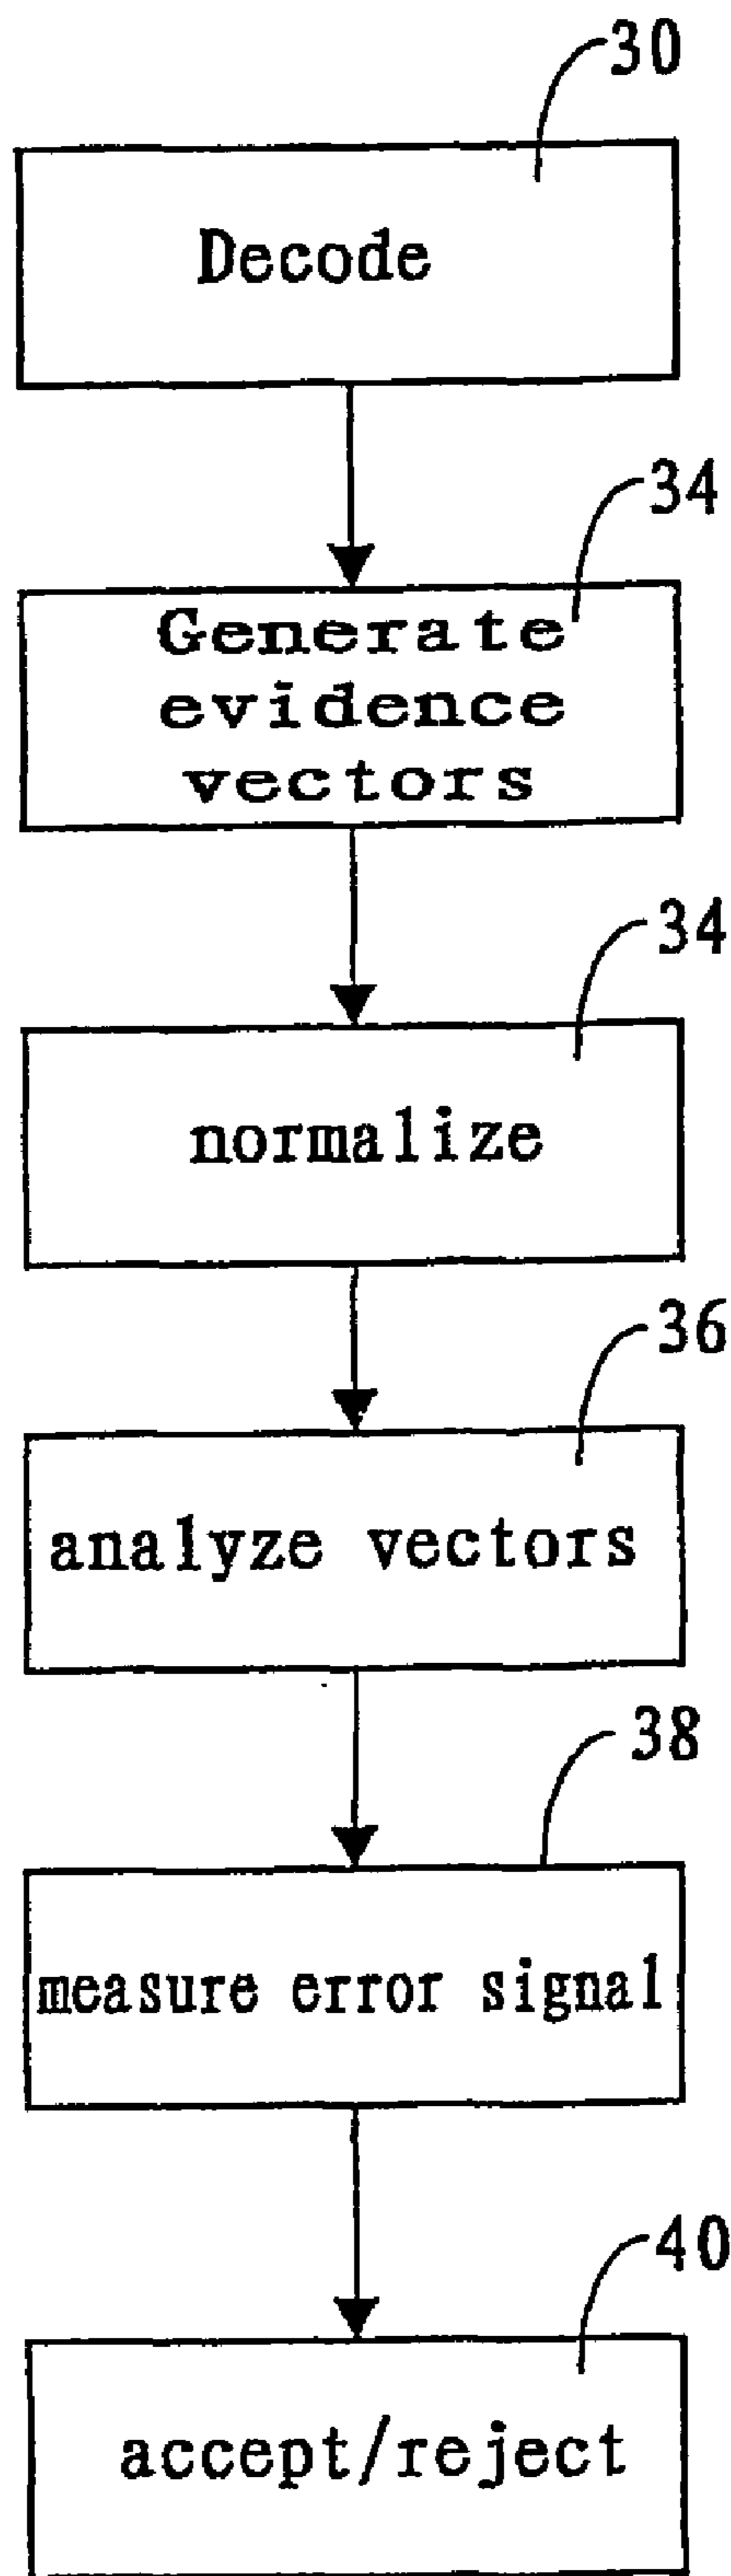 30
Decode
34
Generate
evidence
vectors
34
normalize
36
analyze vectors
38
measure error signal
40
accept/reject